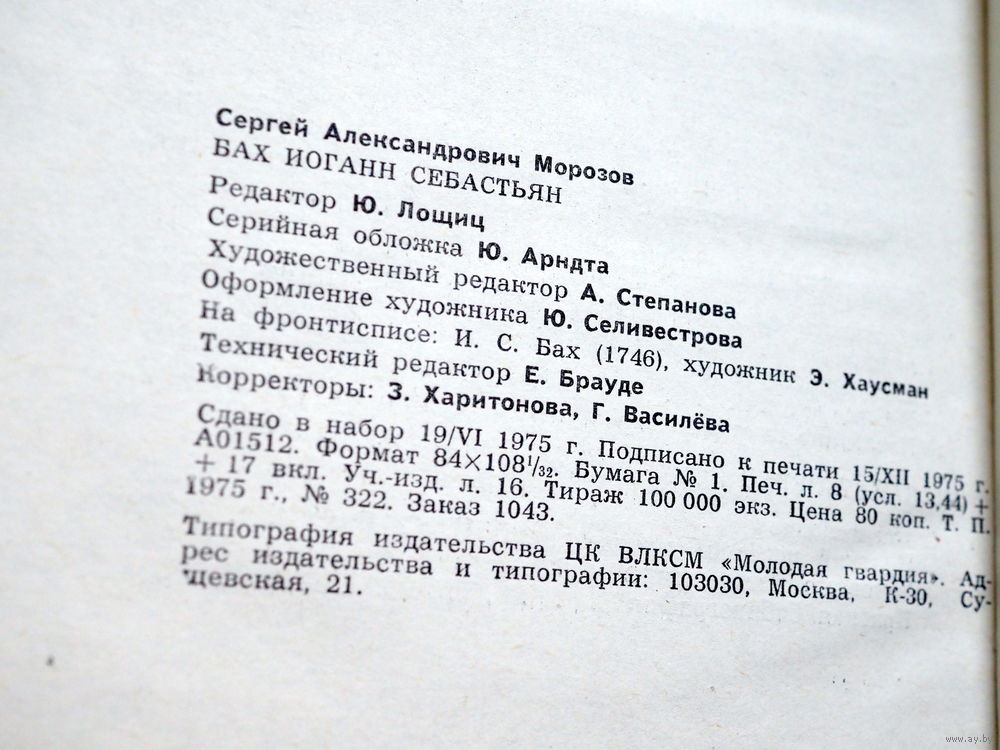 Сергей Александрович Морозов
БАХ ИОГАНН СЕБАСТЬЯН
Редактор Ю. Лощиц
Серийная обложка Ю. Арндта
Художественный редактор А. Степанова
Оформление художника Ю. Селивестрова
На фронтисписе: И. С. Бах (1746), художник Э. Хаусман
Технический редактор Е. Брауде
Корректоры: З. Харитонова, Г. Василёва
Сдано в набор 19/VI 1975 г. Подписано к печати 15/XII 1975 г.
А01512. Формат 84×108¹/₃₂. Бумага № 1. Печ. л. 8 (усл. 13,44) +
+ 17 вкл. Уч.-изд. л. 16. Тираж 100 000 экз. Цена 80 коп. Т. П.
1975 г., № 322. Заказ 1043.
Типография издательства ЦК ВЛКСМ «Молодая гвардия». Ад-
рес издательства и типографии: 103030, Москва, К-30, Су-
щевская, 21.
www.ay.by